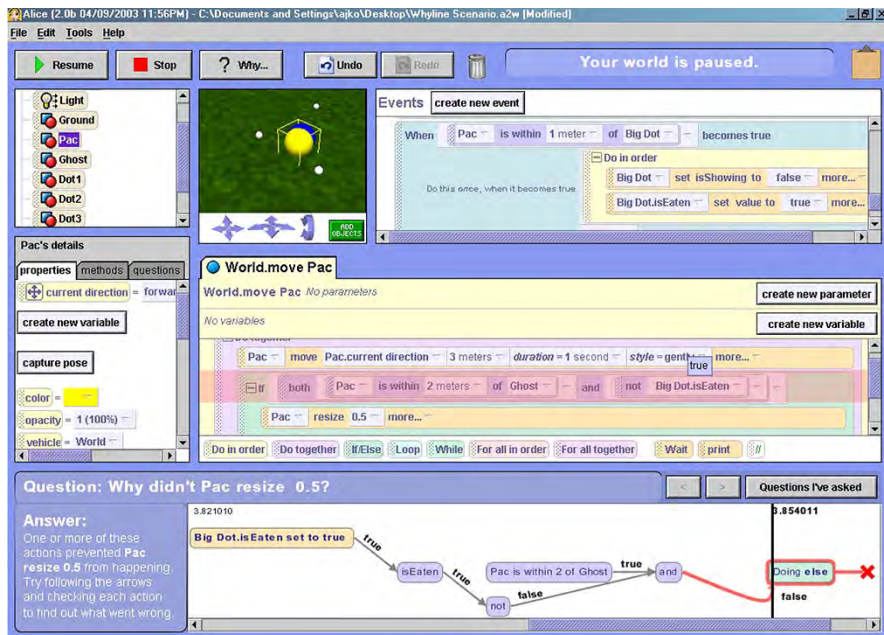 Alice (2.0b 04/09/2003 11:56PM) - C:\Documents and Settings\ajko\Desktop\Whyline Scenario.a2w [Modified]
File Edit Tools Help
Resume Stop ? Why... Undo Redo Your world is paused.
Light
Ground
Pac
Ghost
Dot1
Dot2
Dot3
ADD OBJECTS
Events create new event
When Pac is within 1 meter of Big Dot becomes true
Do in order
Do this once, when it becomes true
Big Dot set isShowing to false more...
Big Dot.isEaten set value to true more...
Pac's details
properties methods questions
current direction = forwar
create new variable
capture pose
color =
opacity = 1 (100%)
vehicle = World
World.move Pac
World.move Pac No parameters create new parameter
No variables create new variable
Do together
Pac move Pac.current direction 3 meters duration = 1 second style = gently more...
true
If both Pac is within 2 meters of Ghost and not Big Dot.isEaten
Pac resize 0.5 more...
Do in order Do together If/Else Loop While For all in order For all together Wait print //
Question: Why didn't Pac resize 0.5? < > Questions I've asked
Answer:
One or more of these
actions prevented Pac
resize 0.5 from happening.
Try following the arrows
and checking each action
to find out what went wrong.
3.821010 3.854011
Big Dot.isEaten set to true
true
isEaten
true
not
Pac is within 2 of Ghost
true
false
and
Doing else
false